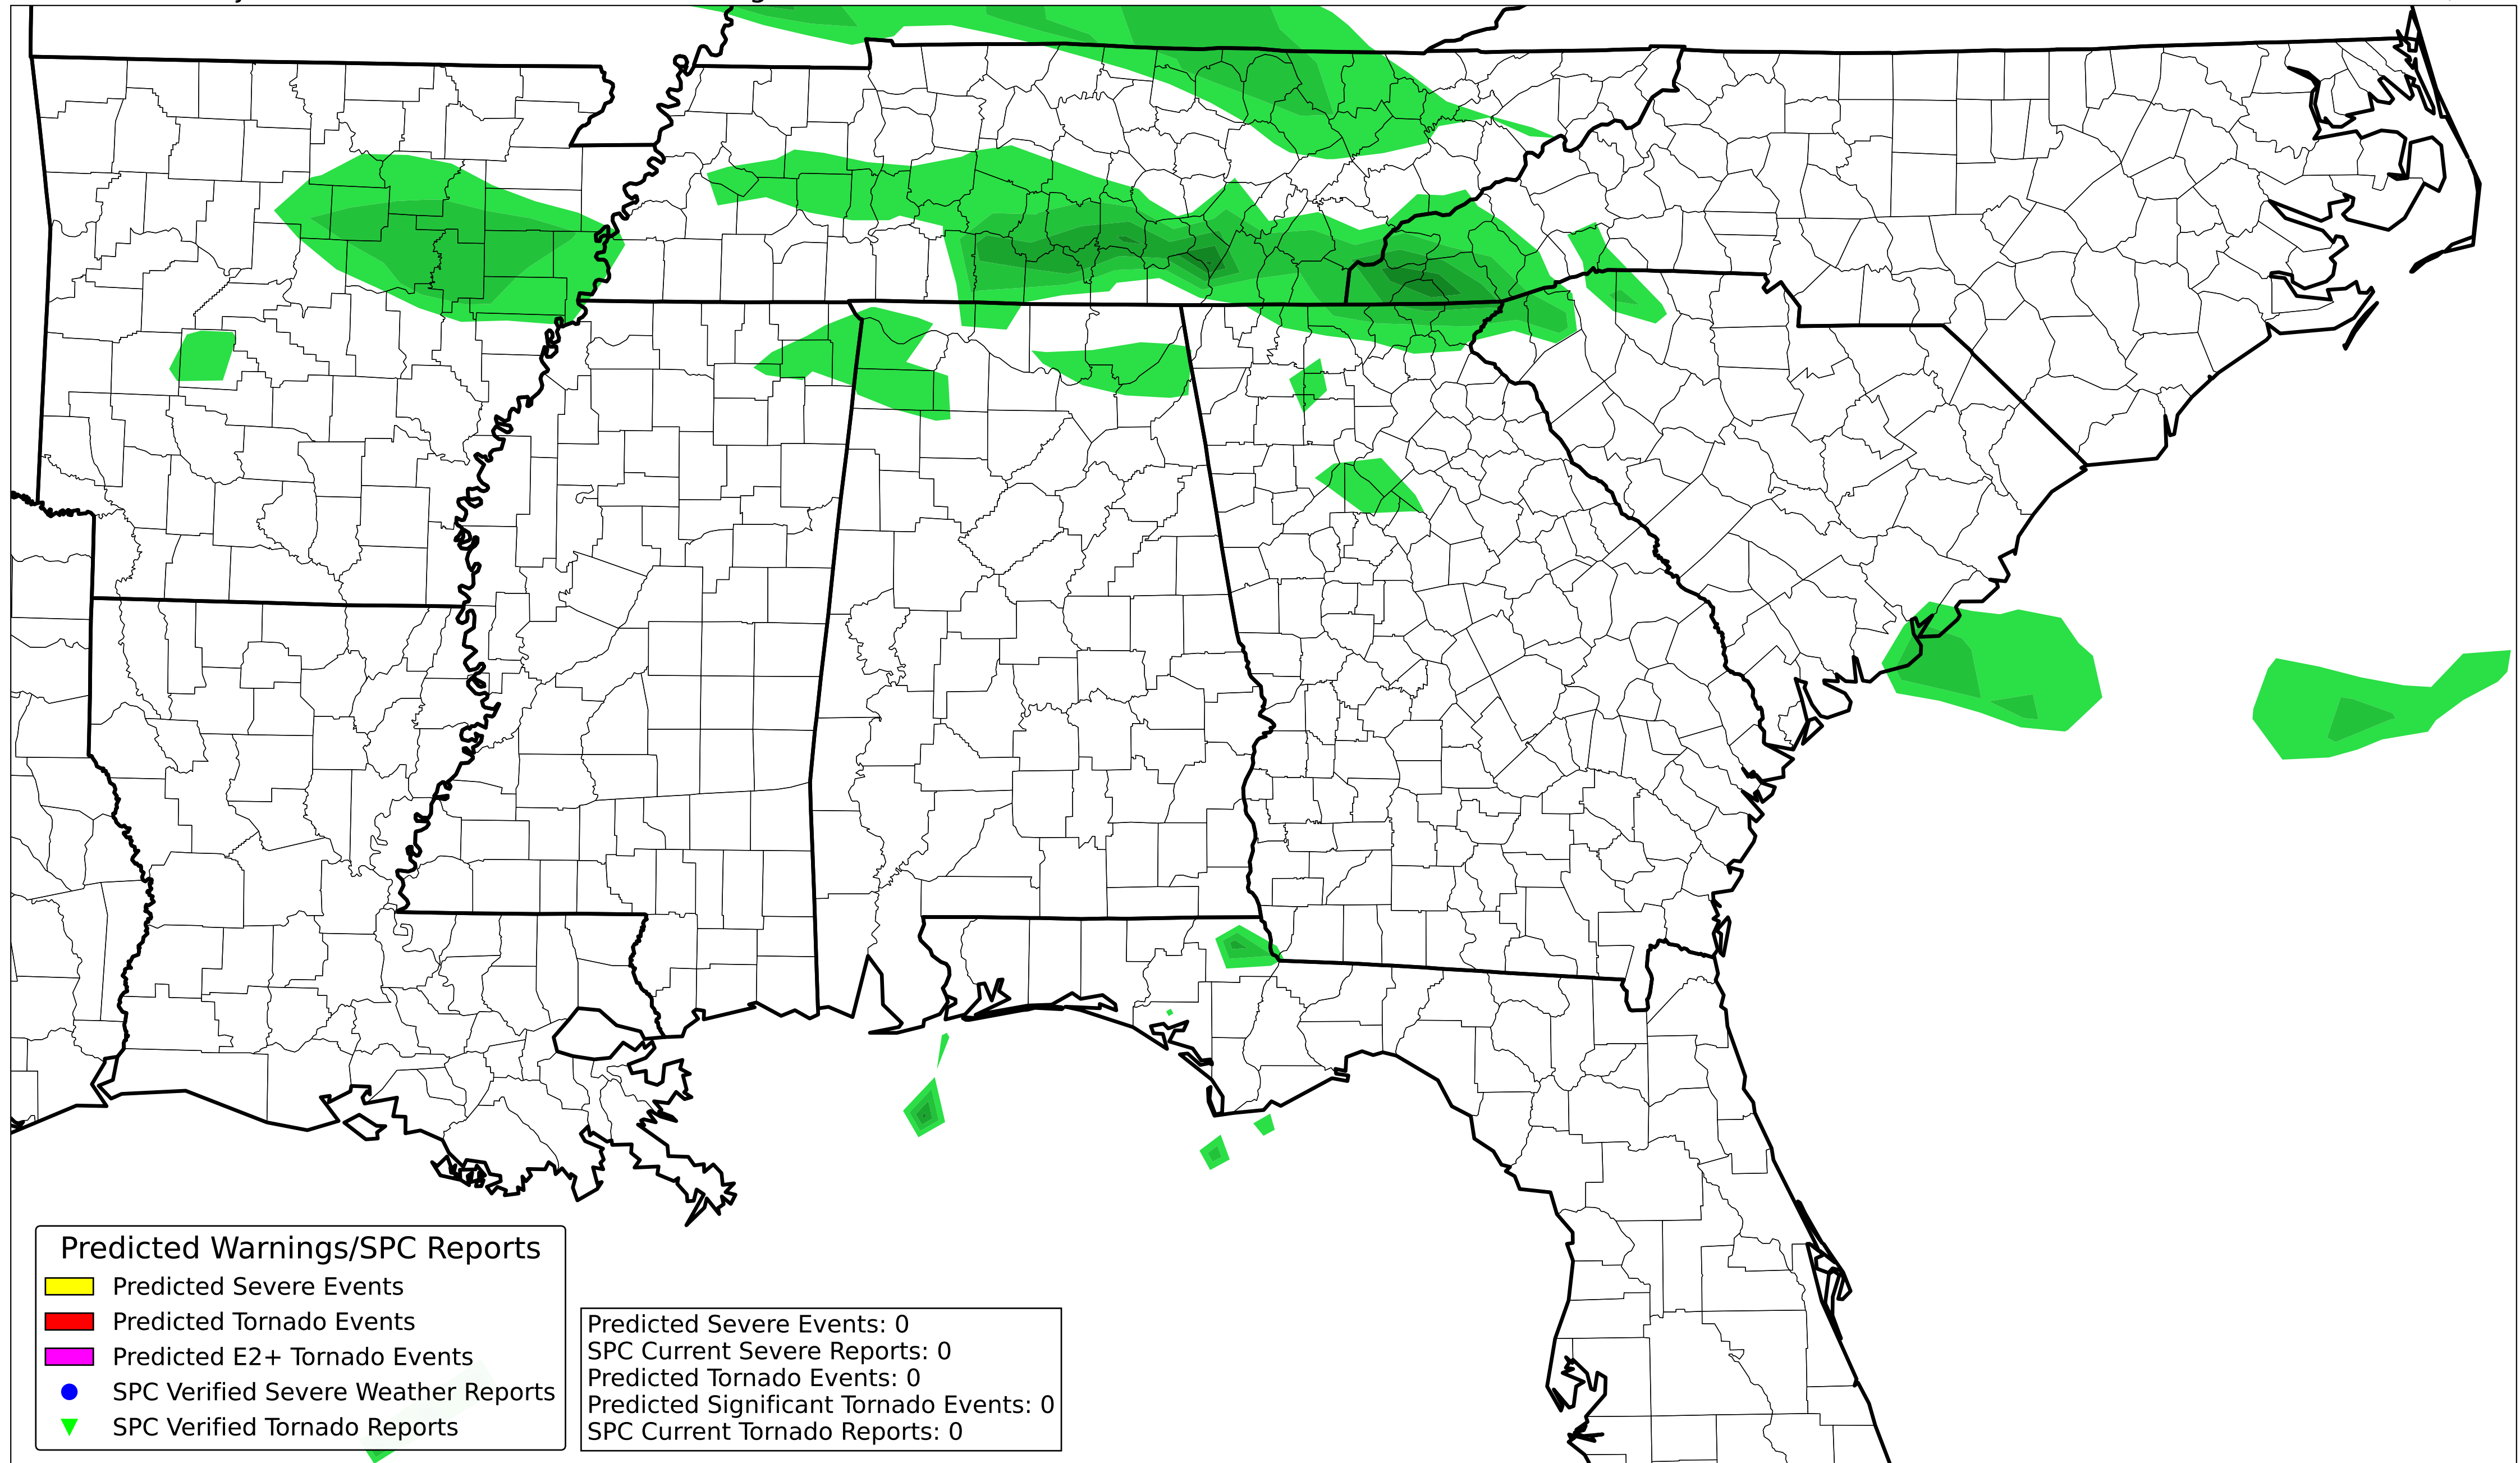 Predicted Warnings/SPC Reports
Predicted Severe Events
Predicted Tornado Events
Predicted E2+ Tornado Events
SPC Verified Severe Weather Reports
SPC Verified Tornado Reports
Predicted Severe Events: 0
SPC Current Severe Reports: 0
Predicted Tornado Events: 0
Predicted Significant Tornado Events: 0
SPC Current Tornado Reports: 0